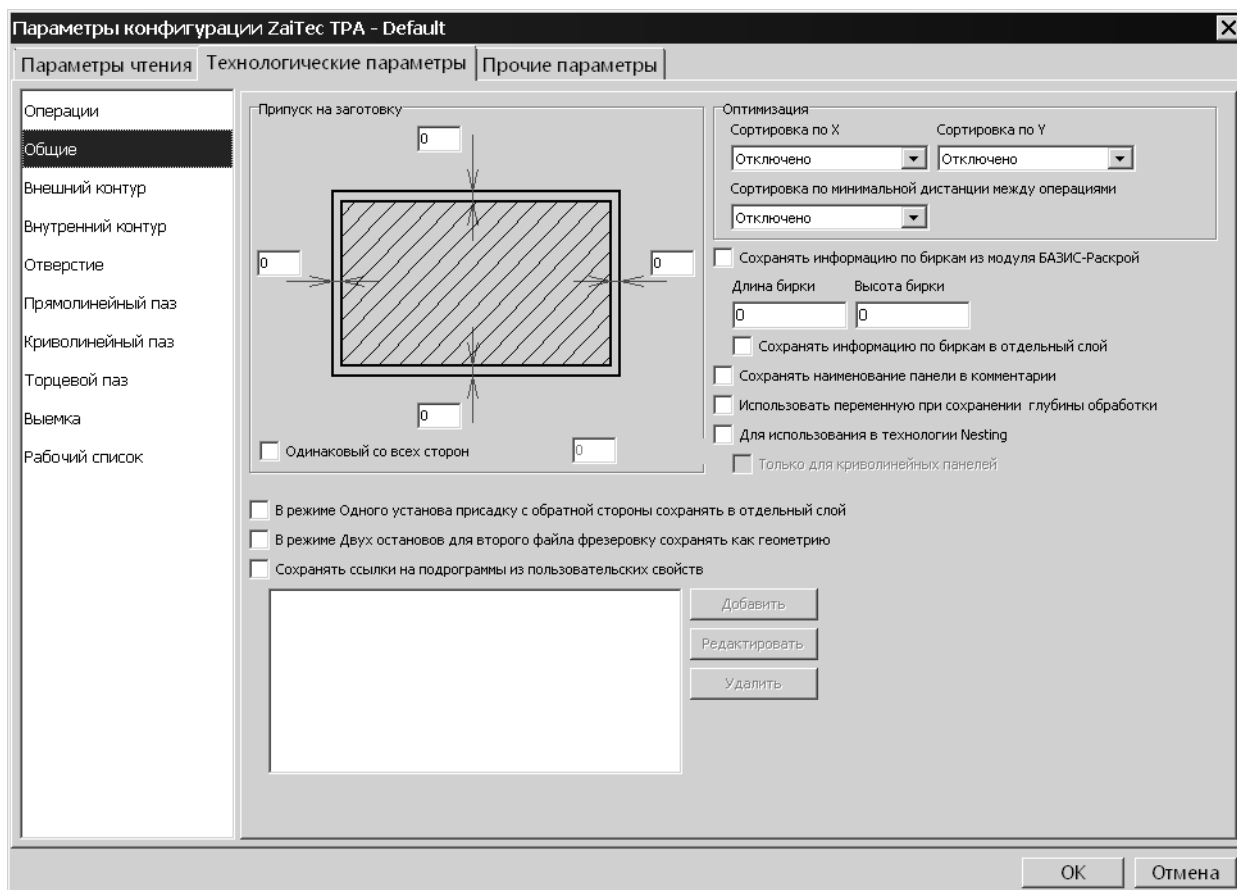 Параметры конфигурации ZaiTec TPA - Default
Параметры чтения
Технологические параметры
Прочие параметры
Операции
Общие
Внешний контур
Внутренний контур
Отверстие
Прямолинейный паз
Криволинейный паз
Торцевой паз
Выемка
Рабочий список
Припуск на заготовку
0
0
0
0
Одинаковый со всех сторон
0
Оптимизация
Сортировка по X
Сортировка по Y
Отключено
Отключено
Сортировка по минимальной дистанции между операциями
Отключено
Сохранять информацию по биркам из модуля БАЗИС-Раскрой
Длина бирки
Высота бирки
0
0
Сохранять информацию по биркам в отдельный слой
Сохранять наименование панели в комментарии
Использовать переменную при сохранении глубины обработки
Для использования в технологии Nesting
Только для криволинейных панелей
В режиме Одного установа присадку с обратной стороны сохранять в отдельный слой
В режиме Двух остановов для второго файла фрезеровку сохранять как геометрию
Сохранять ссылки на подрограммы из пользовательских свойств
Добавить
Редактировать
Удалить
OK
Отмена